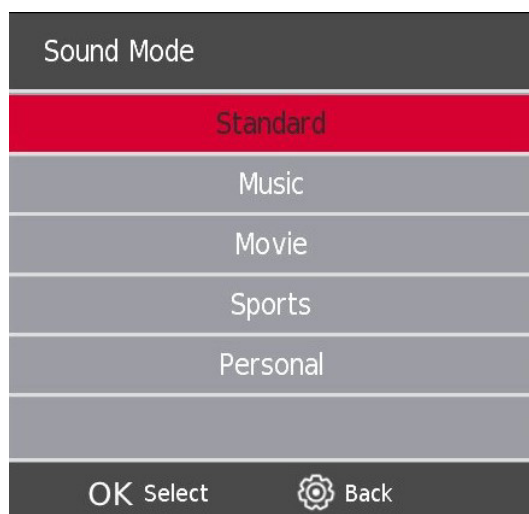 Sound Mode
Standard
Music
Movie
Sports
Personal
OK Select Back